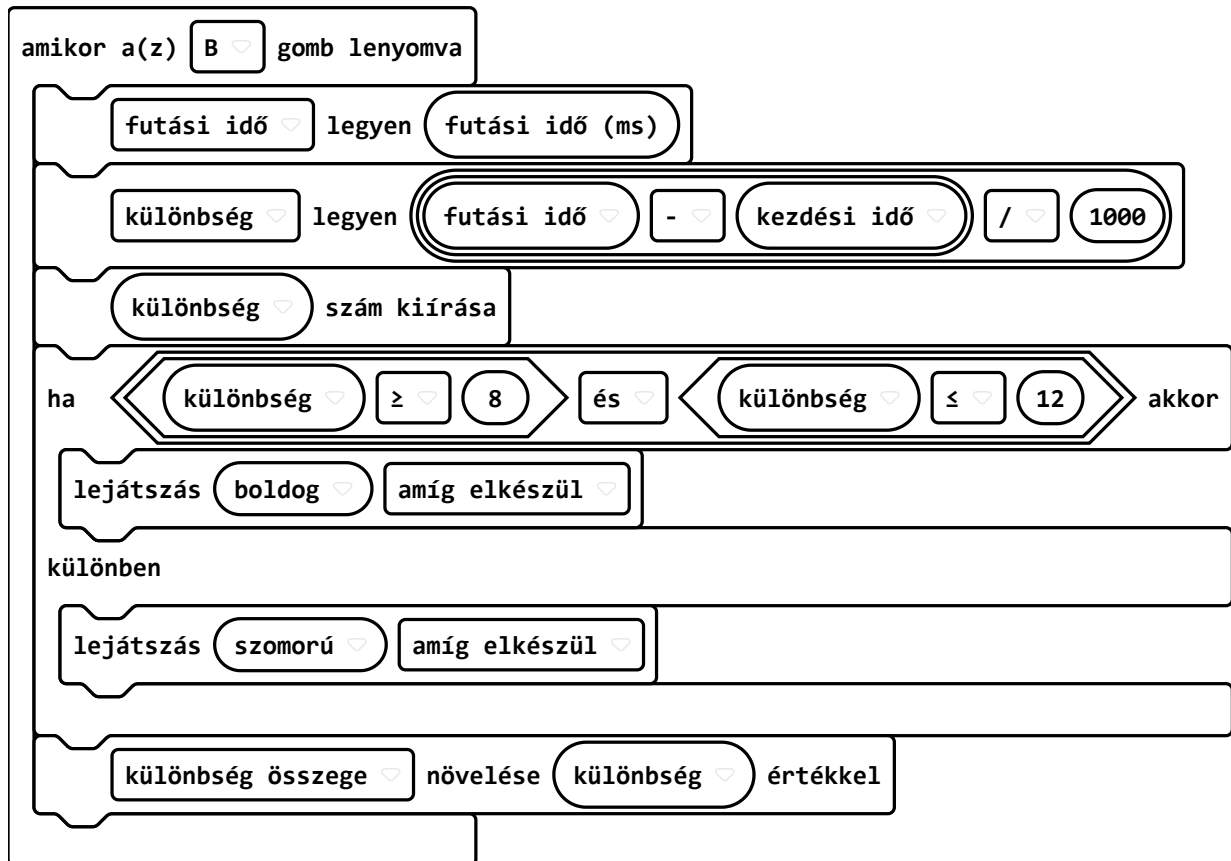 amikor a(z) B gomb lenyomva
futási idő legyen futási idő (ms)
különbség legyen futási idő - kezdési idő / 1000
különbség szám kiírása
ha különbség ≥ 8 és különbség ≤ 12 akkor
lejátszás boldog amíg elkészül
különben
lejátszás szomorú amíg elkészül
különbség összege növelése különbség értékkel